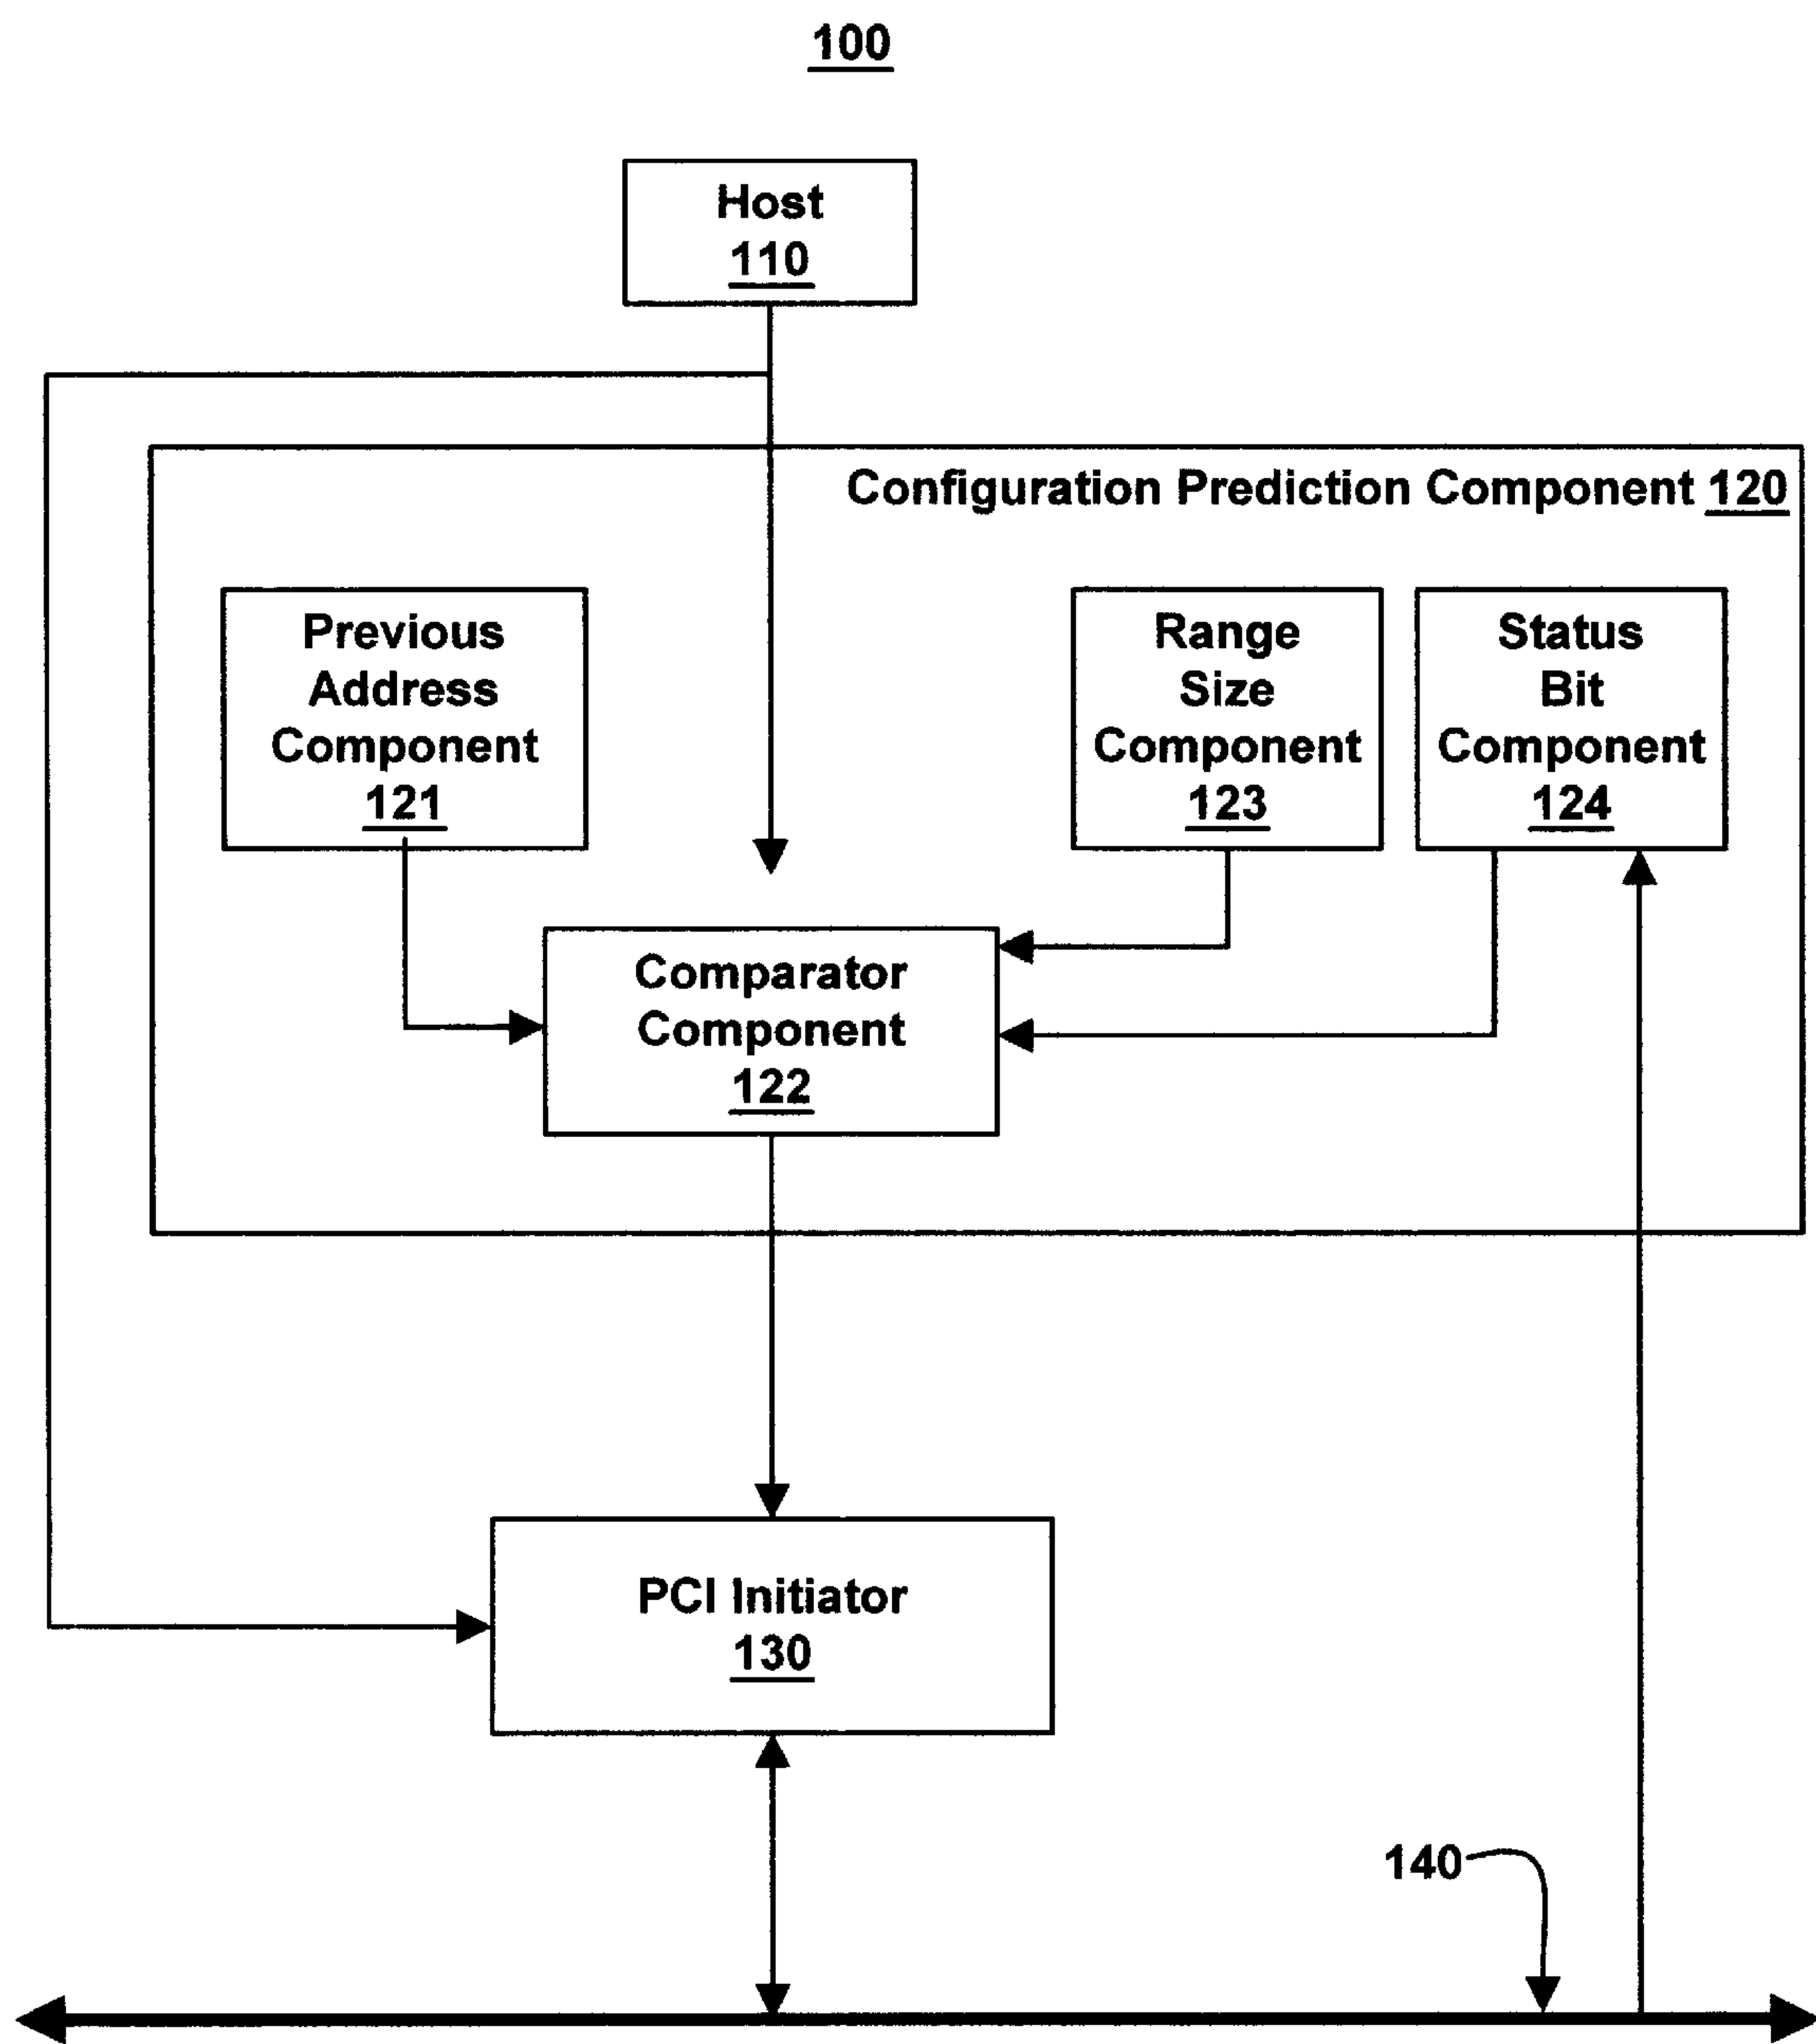 100
Host
110
Configuration Prediction Component 120
Previous
Address
Component
121
Range
Size
Component
123
Status
Bit
Component
124
Comparator
Component
122
PCI Initiator
130
140